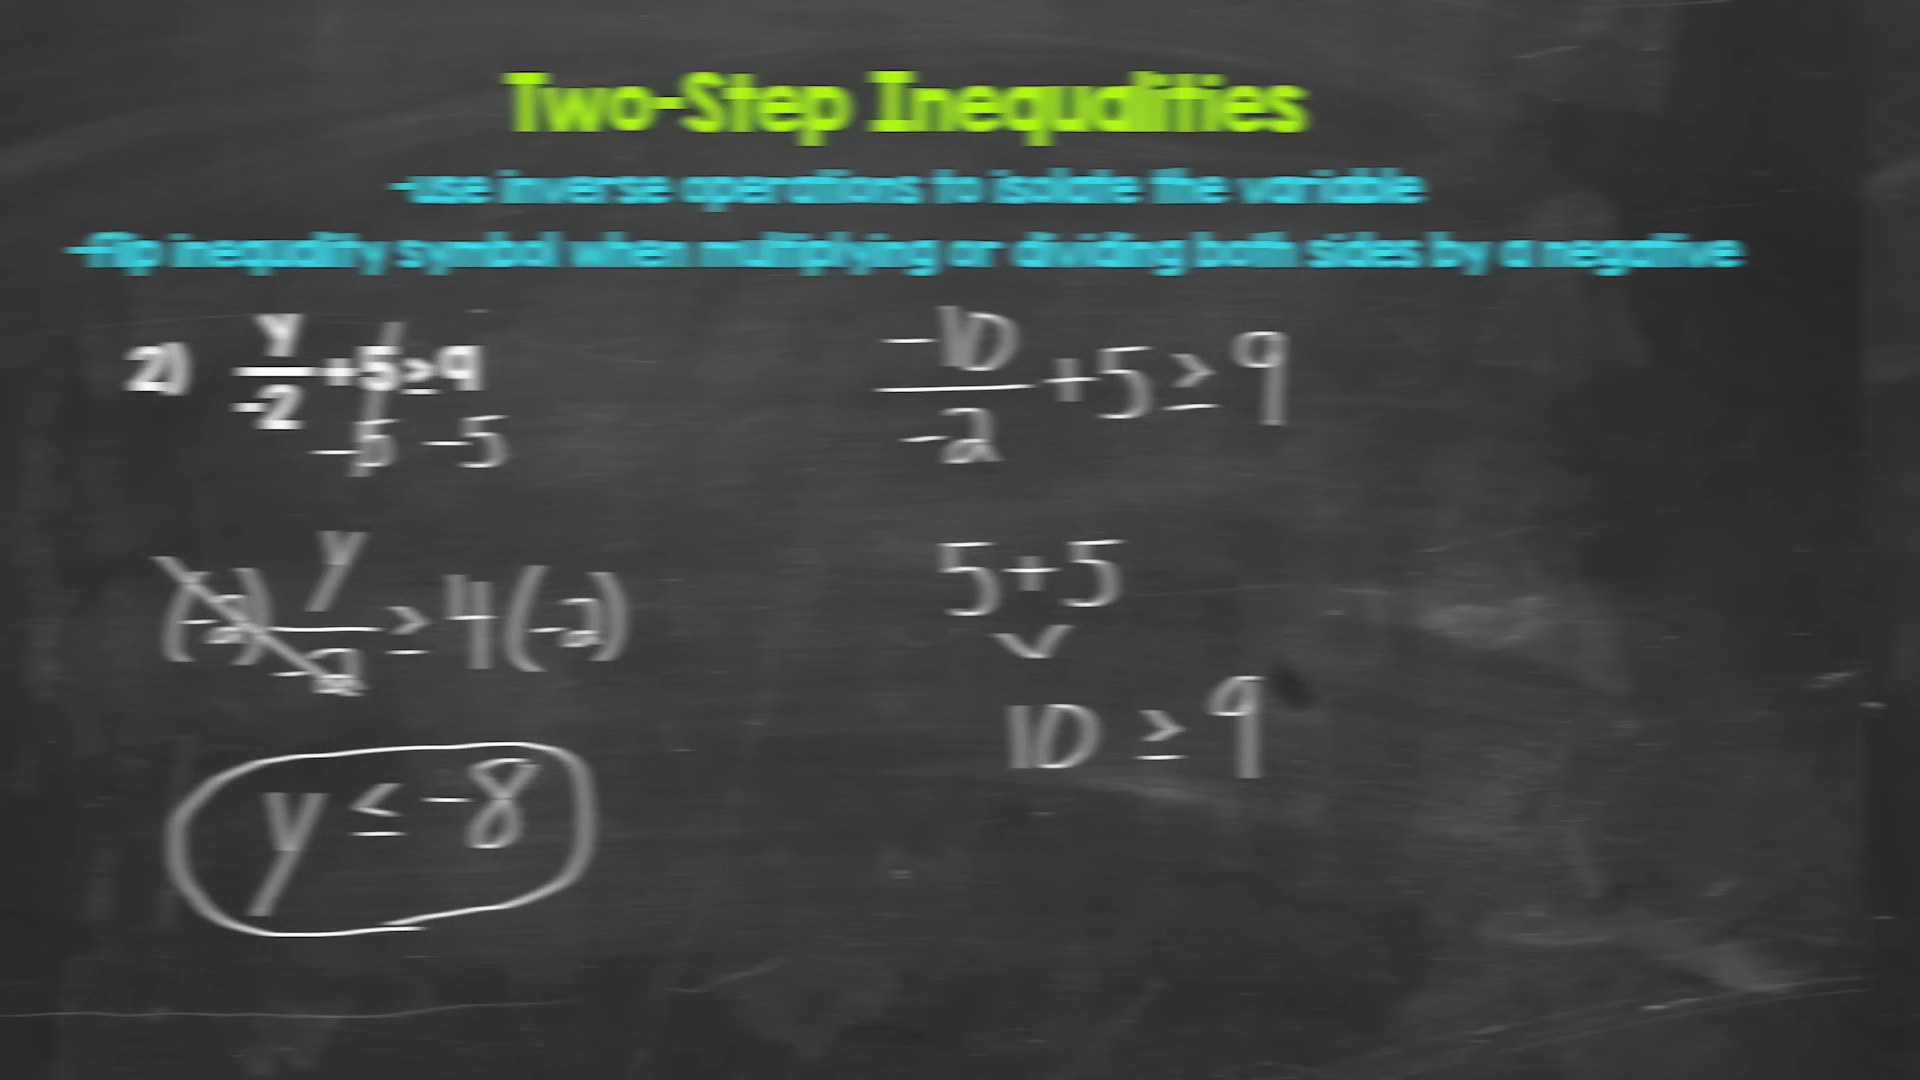 Two-Step Inequalities
-use inverse operations to isolate the variable
-flip inequality symbol when multiplying or dividing both sides by a negative
2) y/-2 +5≥9
-5 -5
(-2) y/-2 ≥ 4(-2)
y ≤ -8
-10/-2 +5 ≥ 9
5+5
10 ≥ 9